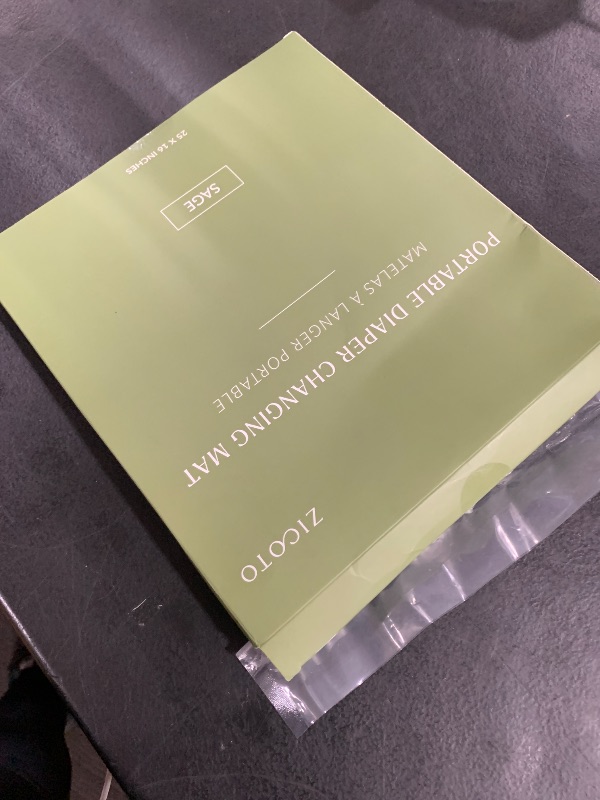 ZICOTO
PORTABLE DIAPER CHANGING MAT
MATELAS À LANGER PORTABLE
SAGE
25 X 16 INCHES